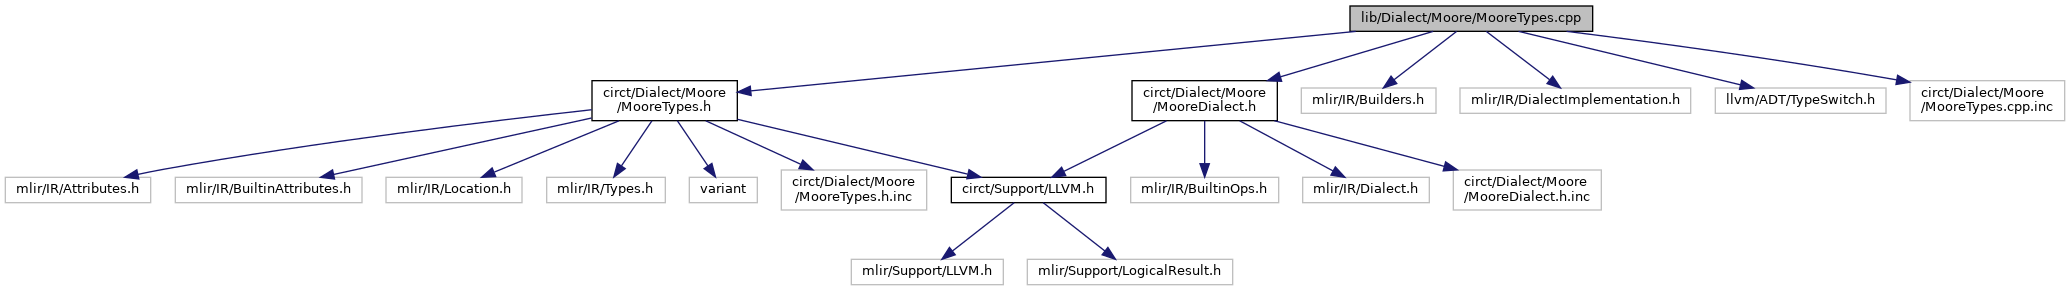 lib/Dialect/Moore/MooreTypes.cpp
circt/Dialect/Moore
/MooreTypes.h
circt/Dialect/Moore
/MooreDialect.h
mlir/IR/Builders.h
mlir/IR/DialectImplementation.h
llvm/ADT/TypeSwitch.h
circt/Dialect/Moore
/MooreTypes.cpp.inc
mlir/IR/Attributes.h
mlir/IR/BuiltinAttributes.h
mlir/IR/Location.h
mlir/IR/Types.h
variant
circt/Dialect/Moore
/MooreTypes.h.inc
circt/Support/LLVM.h
mlir/IR/BuiltinOps.h
mlir/IR/Dialect.h
circt/Dialect/Moore
/MooreDialect.h.inc
mlir/Support/LLVM.h
mlir/Support/LogicalResult.h